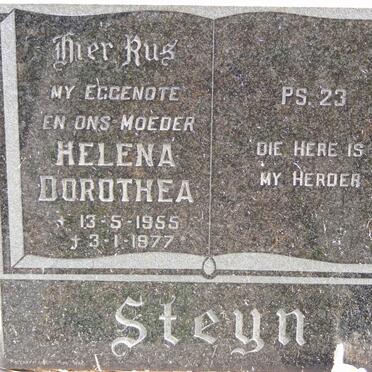 Hier Rus
MY EGGENOTE
EN ONS MOEDER
HELENA
DOROTHEA
* 13-5-1955
† 3-1-1977
PS. 23
DIE HERE IS
MY HERDER
Steyn